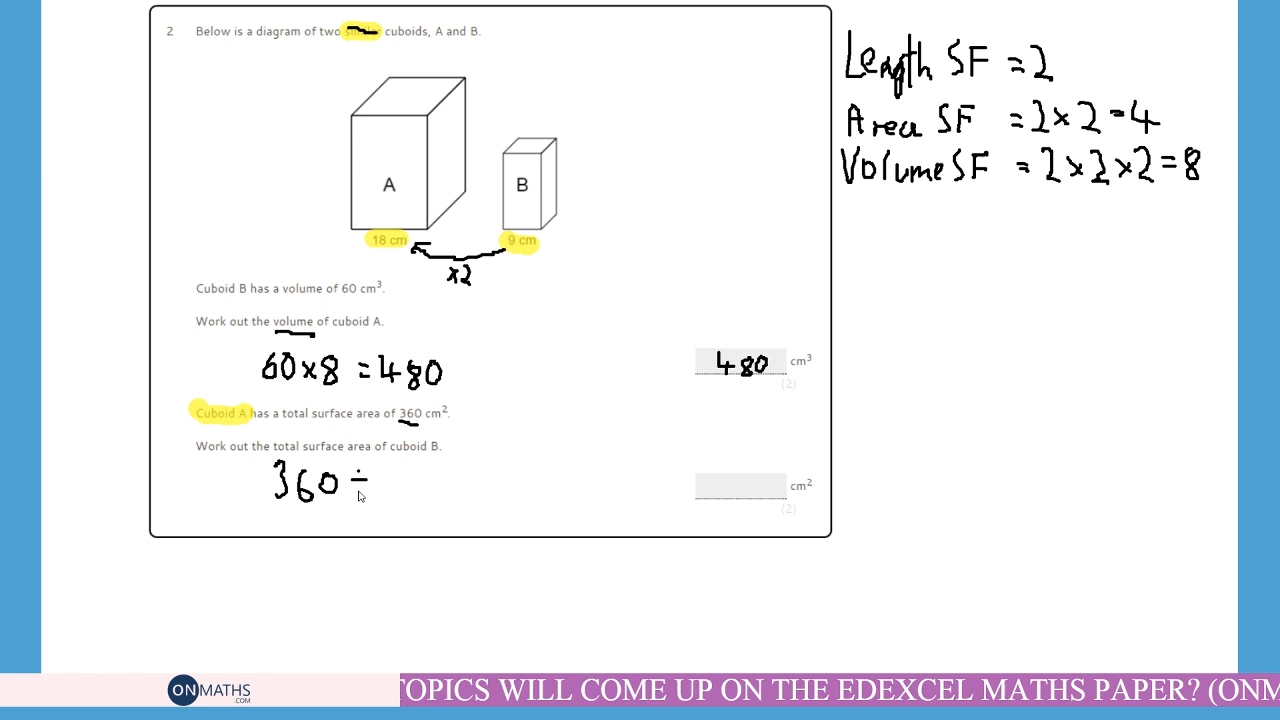 2 Below is a diagram of two similar cuboids, A and B.
A
B
18 cm
9 cm
×2
Cuboid B has a volume of 60 cm³.
Work out the volume of cuboid A.
60×8 = 480
480 cm³
(2)
Cuboid A has a total surface area of 360 cm².
Work out the total surface area of cuboid B.
360 ÷
cm²
(2)
Length SF = 2
Area SF = 2×2=4
Volume SF = 2×2×2=8
ONMATHS
.COM
TOPICS WILL COME UP ON THE EDEXCEL MATHS PAPER? (ONM